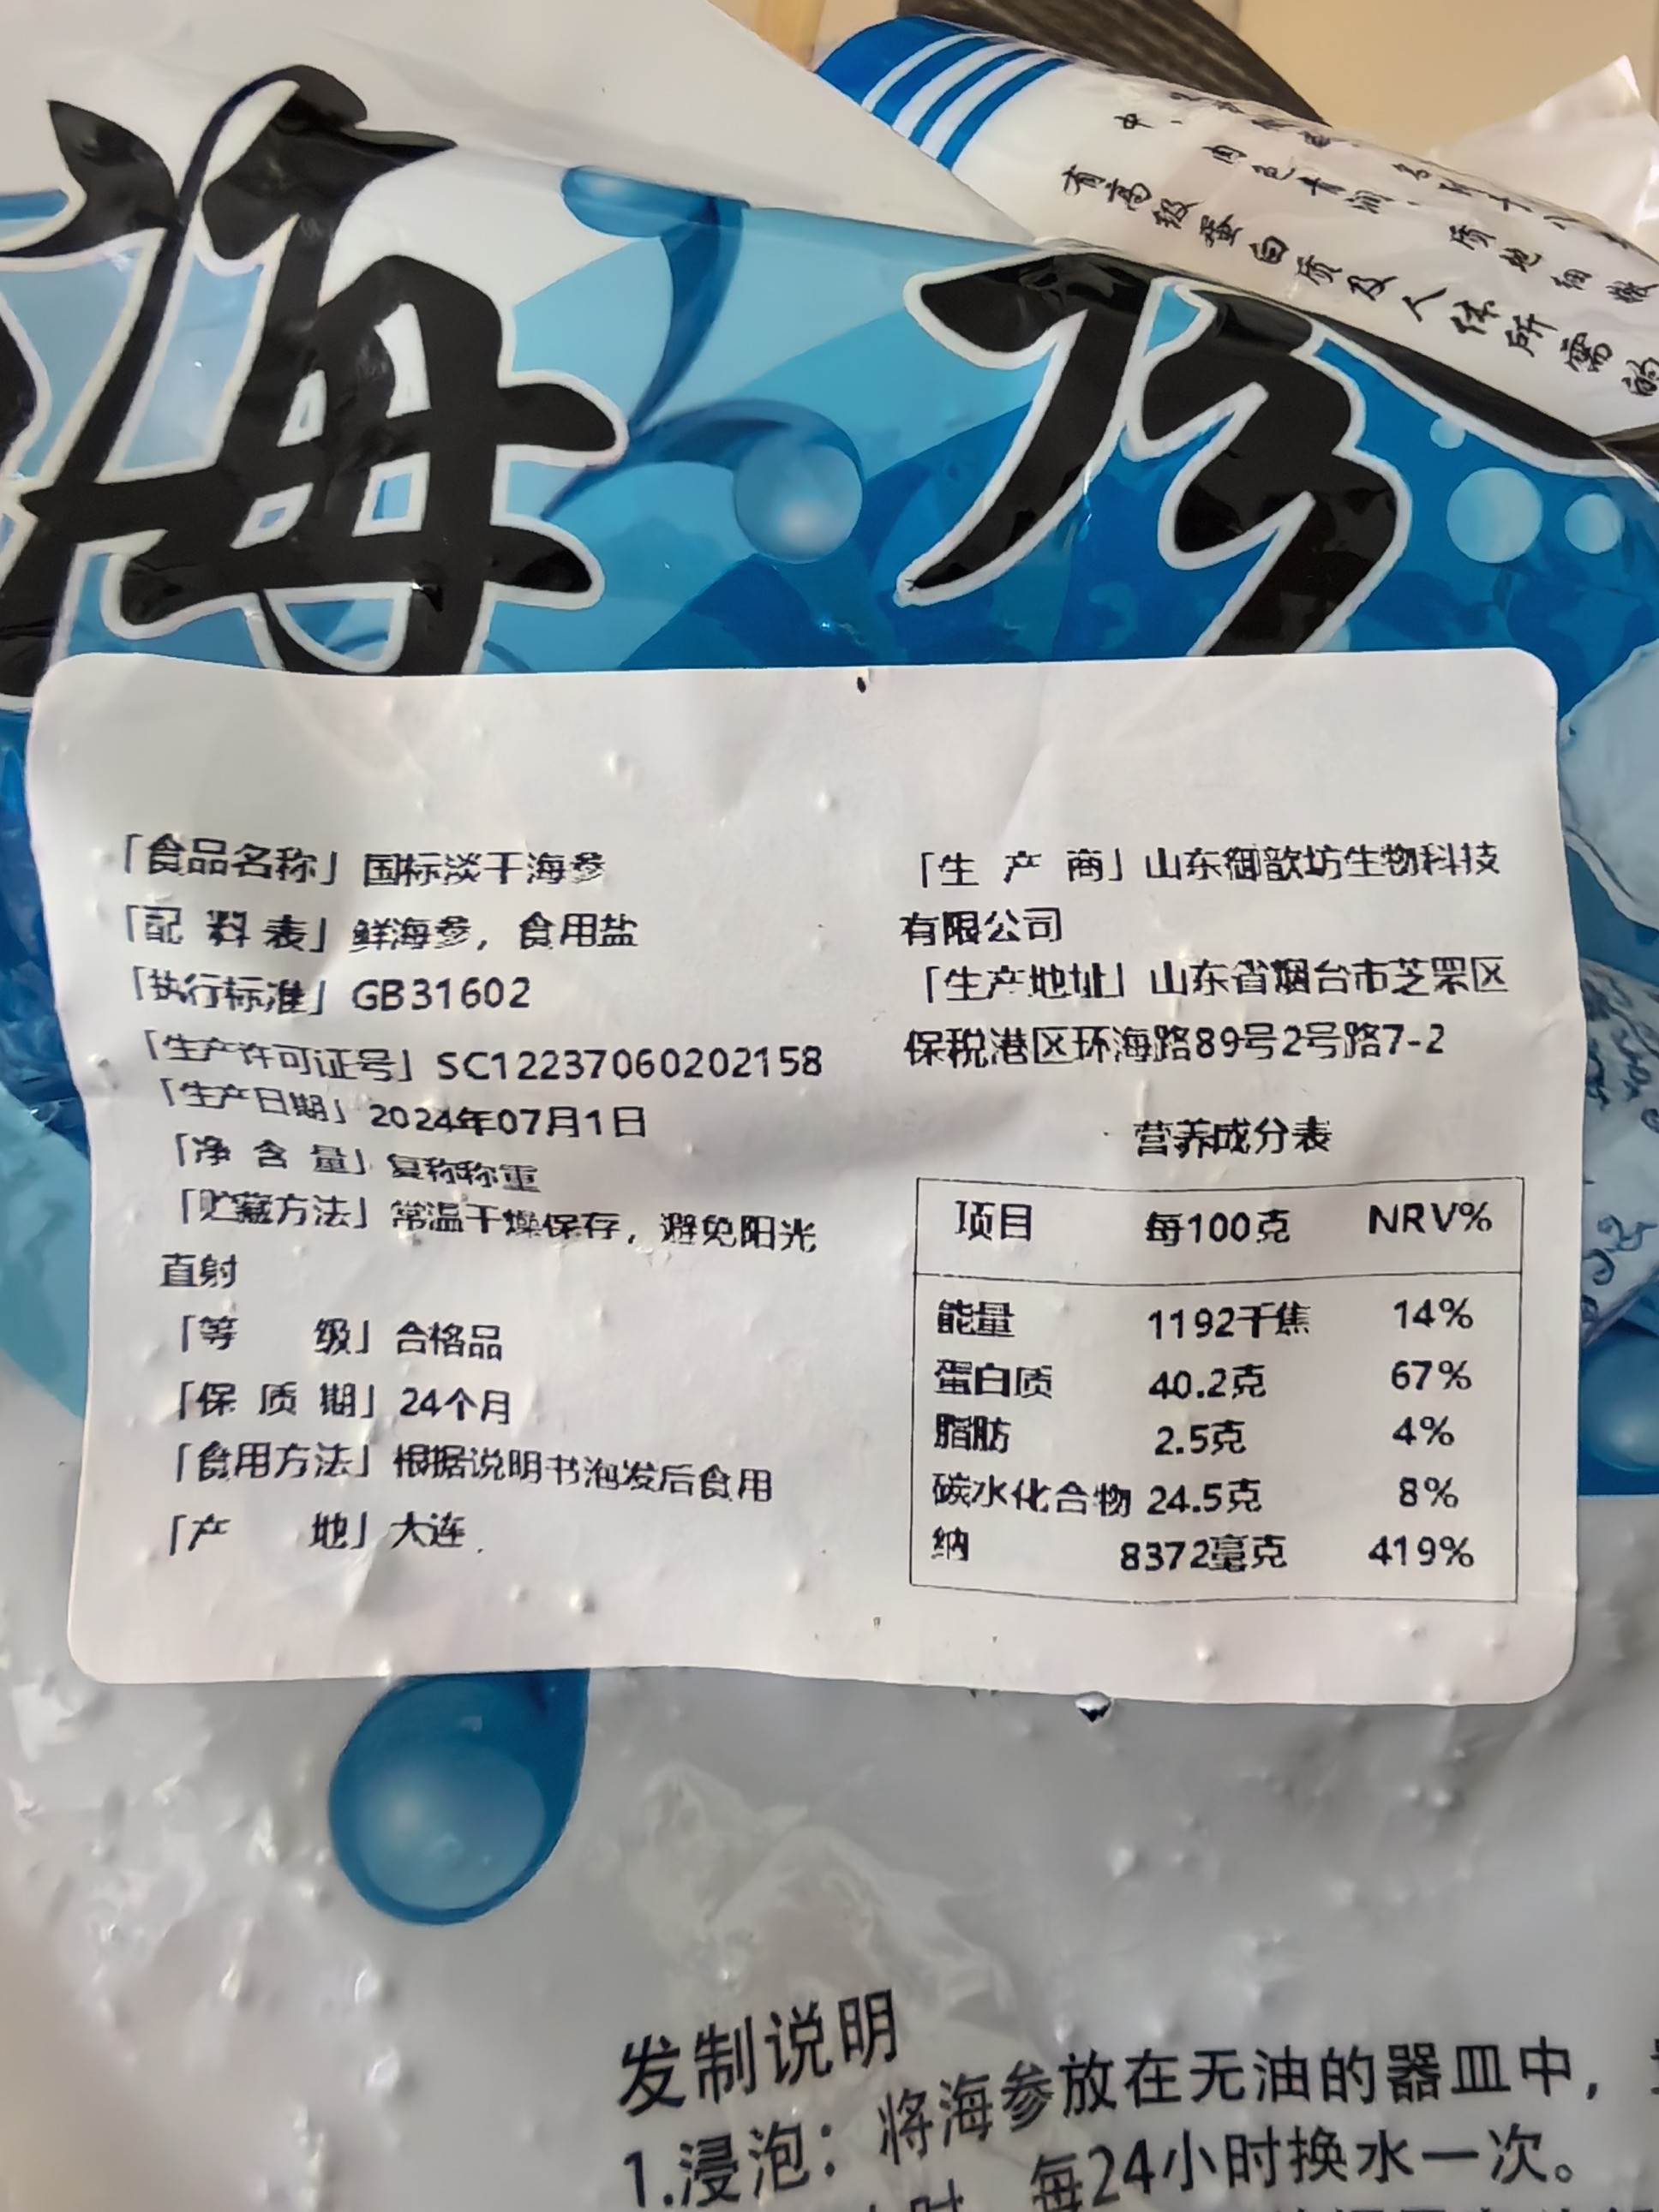 海参
有高级蛋白质及人体所需的
「食品名称」国标淡干海参
「配 料 表」鲜海参，食用盐
「执行标准」GB31602
「生产许可证号」SC12237060202158
「生产日期」2024年07月1日
「净 含 量」复称称重
「贮藏方法」常温干燥保存，避免阳光
直射
「等 级」合格品
「保 质 期」24个月
「食用方法」根据说明书泡发后食用
「产 地」大连.
「生 产 商」山东御歆坊生物科技
有限公司
「生产地址」山东省烟台市芝罘区
保税港区环海路89号2号路7-2
营养成分表
项目 每100克 NRV%
能量 1192千焦 14%
蛋白质 40.2克 67%
脂肪 2.5克 4%
碳水化合物 24.5克 8%
纳 8372毫克 419%
发制说明
1.浸泡：将海参放在无油的器皿中，
每24小时换水一次。